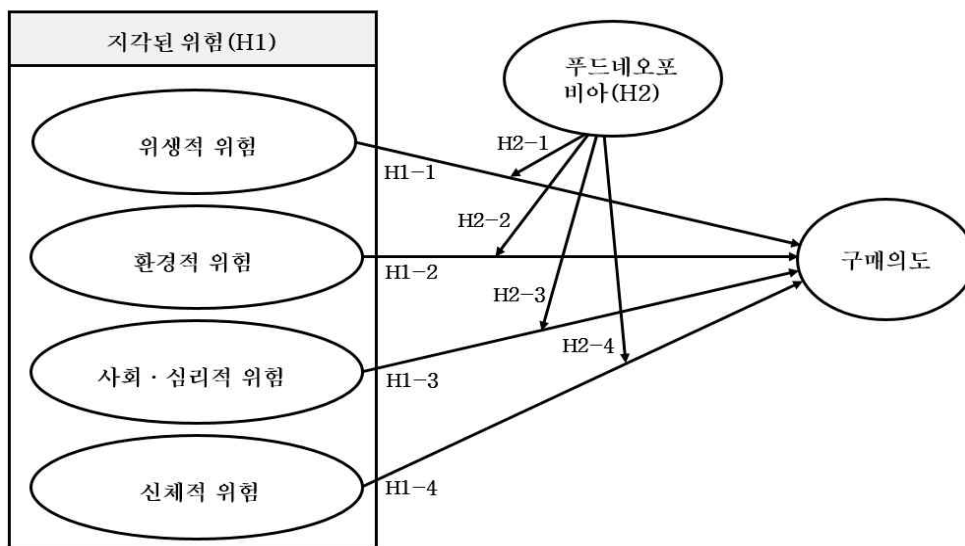 지각된 위험(H1)
푸드네오포
비아(H2)
위생적 위험
H2-1
H1-1
H2-2
환경적 위험
구매의도
H1-2
H2-3
H2-4
사회 · 심리적 위험
H1-3
신체적 위험
H1-4